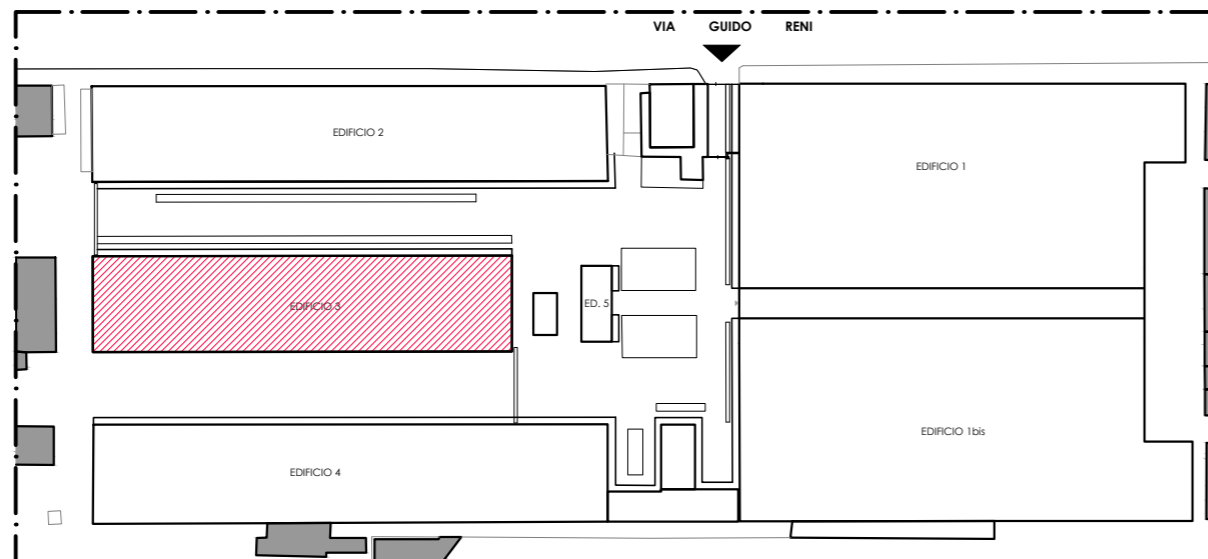 VIA GUIDO RENI
EDIFICIO 2
EDIFICIO 1
EDIFICIO 3
ED. 5
EDIFICIO 1bis
EDIFICIO 4